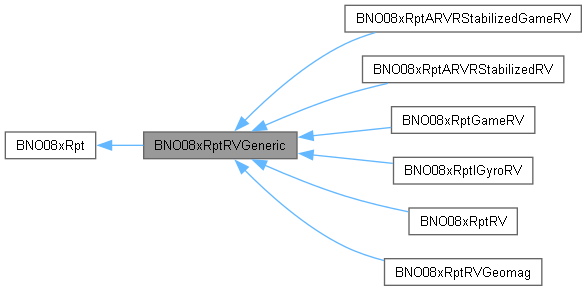 BNO08xRptARVRStabilizedGameRV
BNO08xRptARVRStabilizedRV
BNO08xRptGameRV
BNO08xRpt
BNO08xRptRVGeneric
BNO08xRptIGyroRV
BNO08xRptRV
BNO08xRptRVGeomag